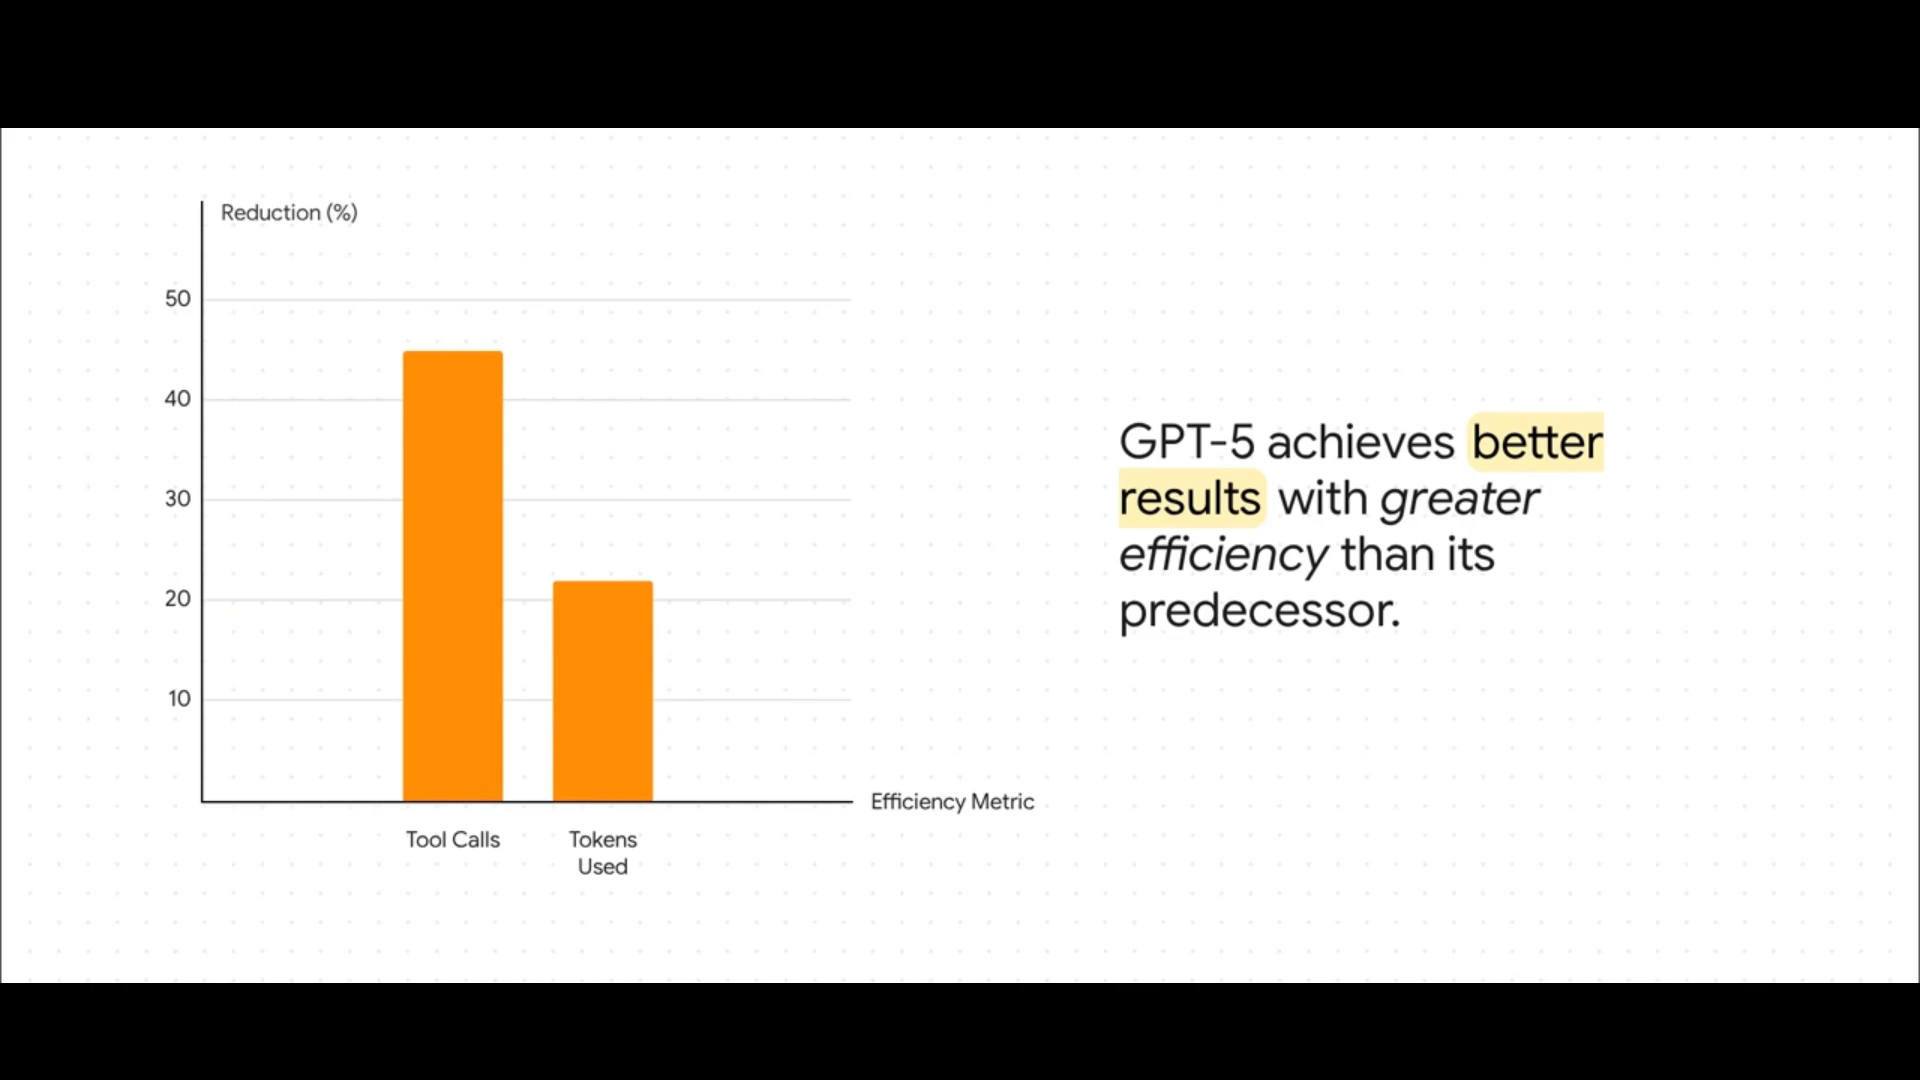 Reduction (%)
50
40
30
20
10
Efficiency Metric
Tool Calls
Tokens
Used
GPT-5 achieves better
results with greater
efficiency than its
predecessor.